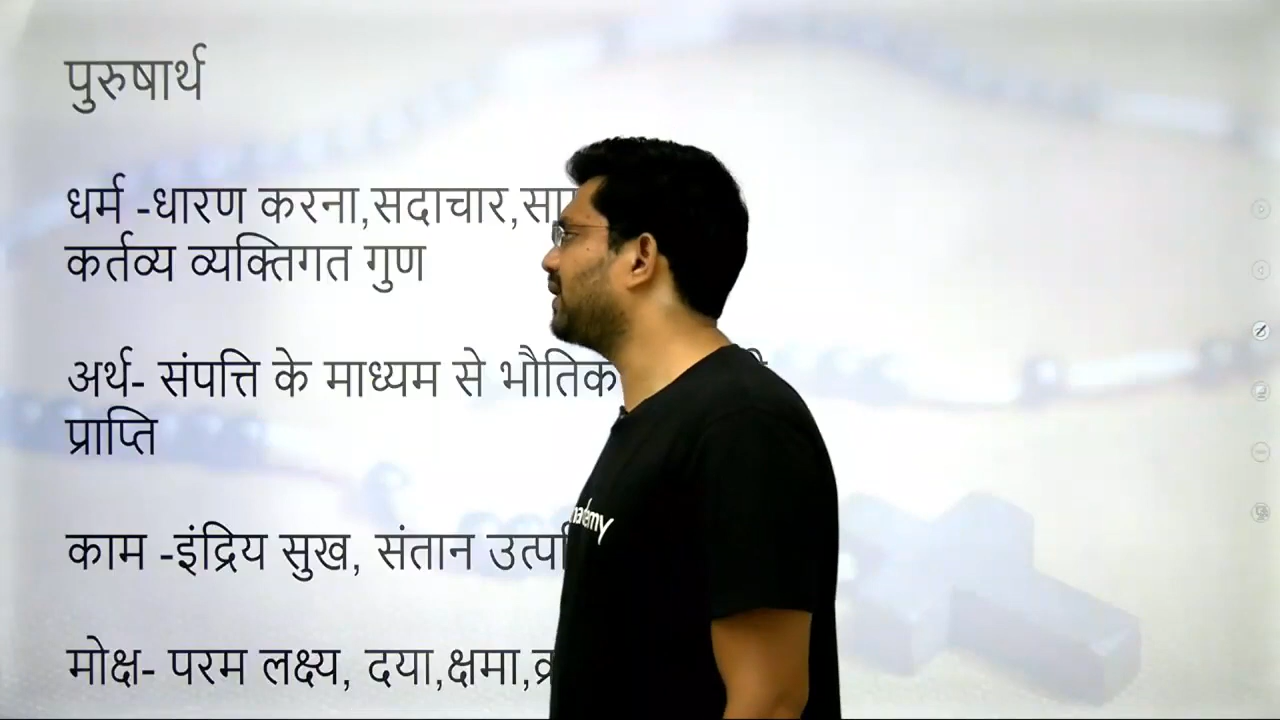 पुरुषार्थ
धर्म -धारण करना,सदाचार,
कर्तव्य व्यक्तिगत गुण
अर्थ- संपत्ति के माध्यम से भौतिक
प्राप्ति
काम -इंद्रिय सुख, संतान
मोक्ष- परम लक्ष्य, दया,क्षमा,